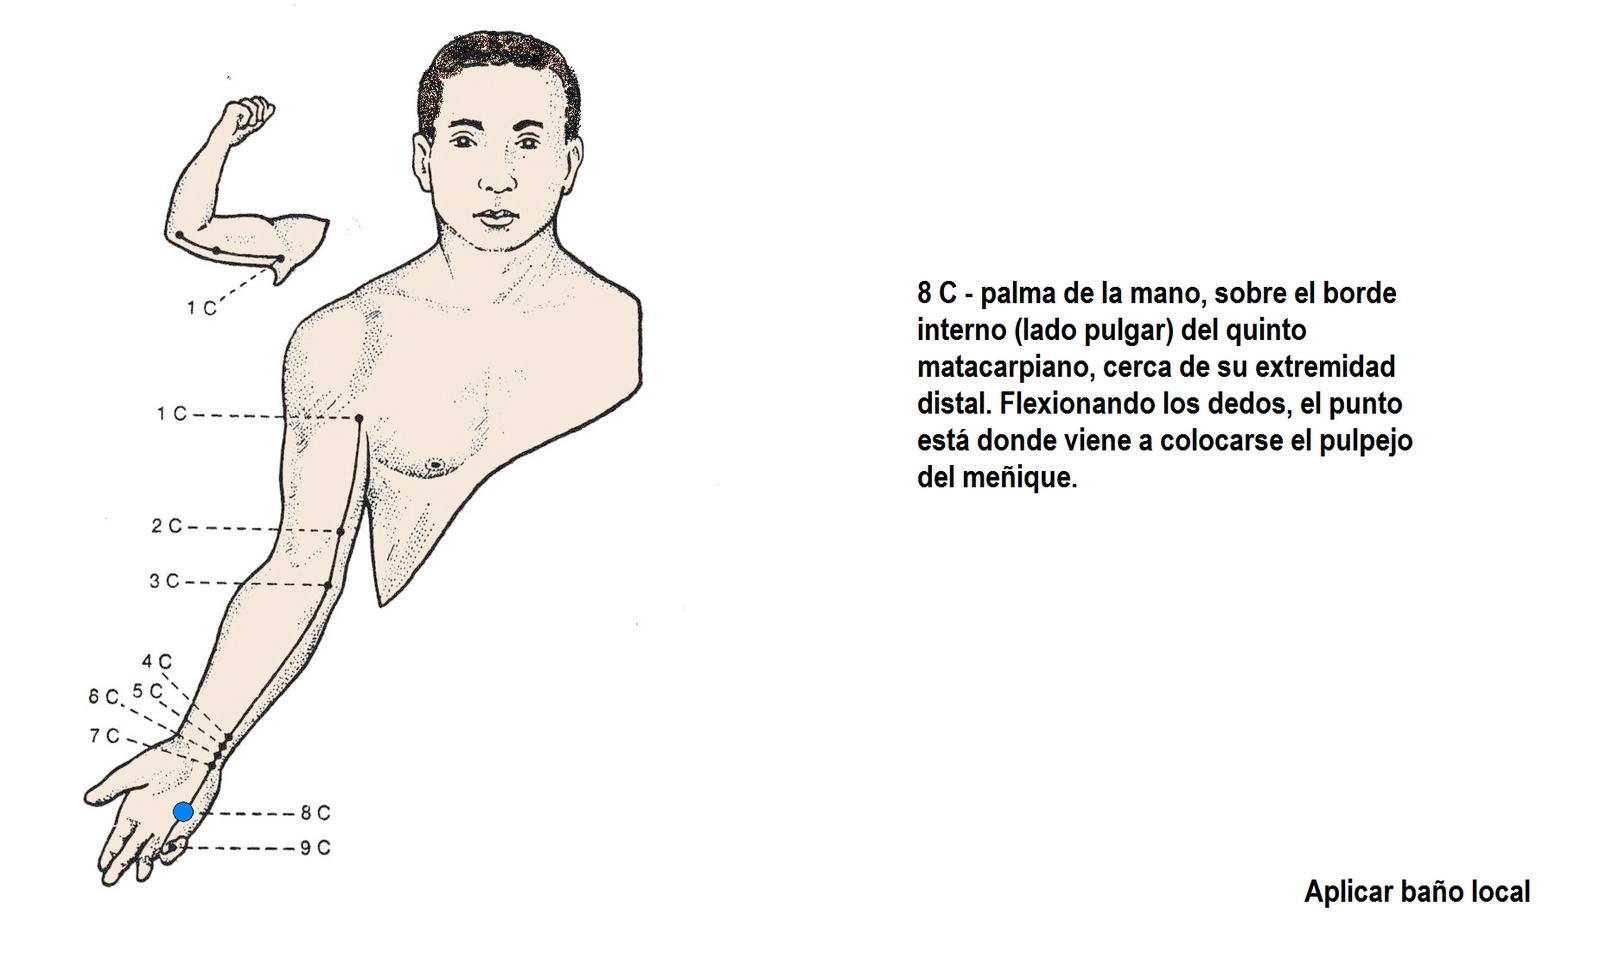 1 C
1 C
2 C
3 C
4 C
5 C
6 C
7 C
8 C
9 C
8 C - palma de la mano, sobre el borde
interno (lado pulgar) del quinto
matacarpiano, cerca de su extremidad
distal. Flexionando los dedos, el punto
está donde viene a colocarse el pulpejo
del meñique.
Aplicar baño local